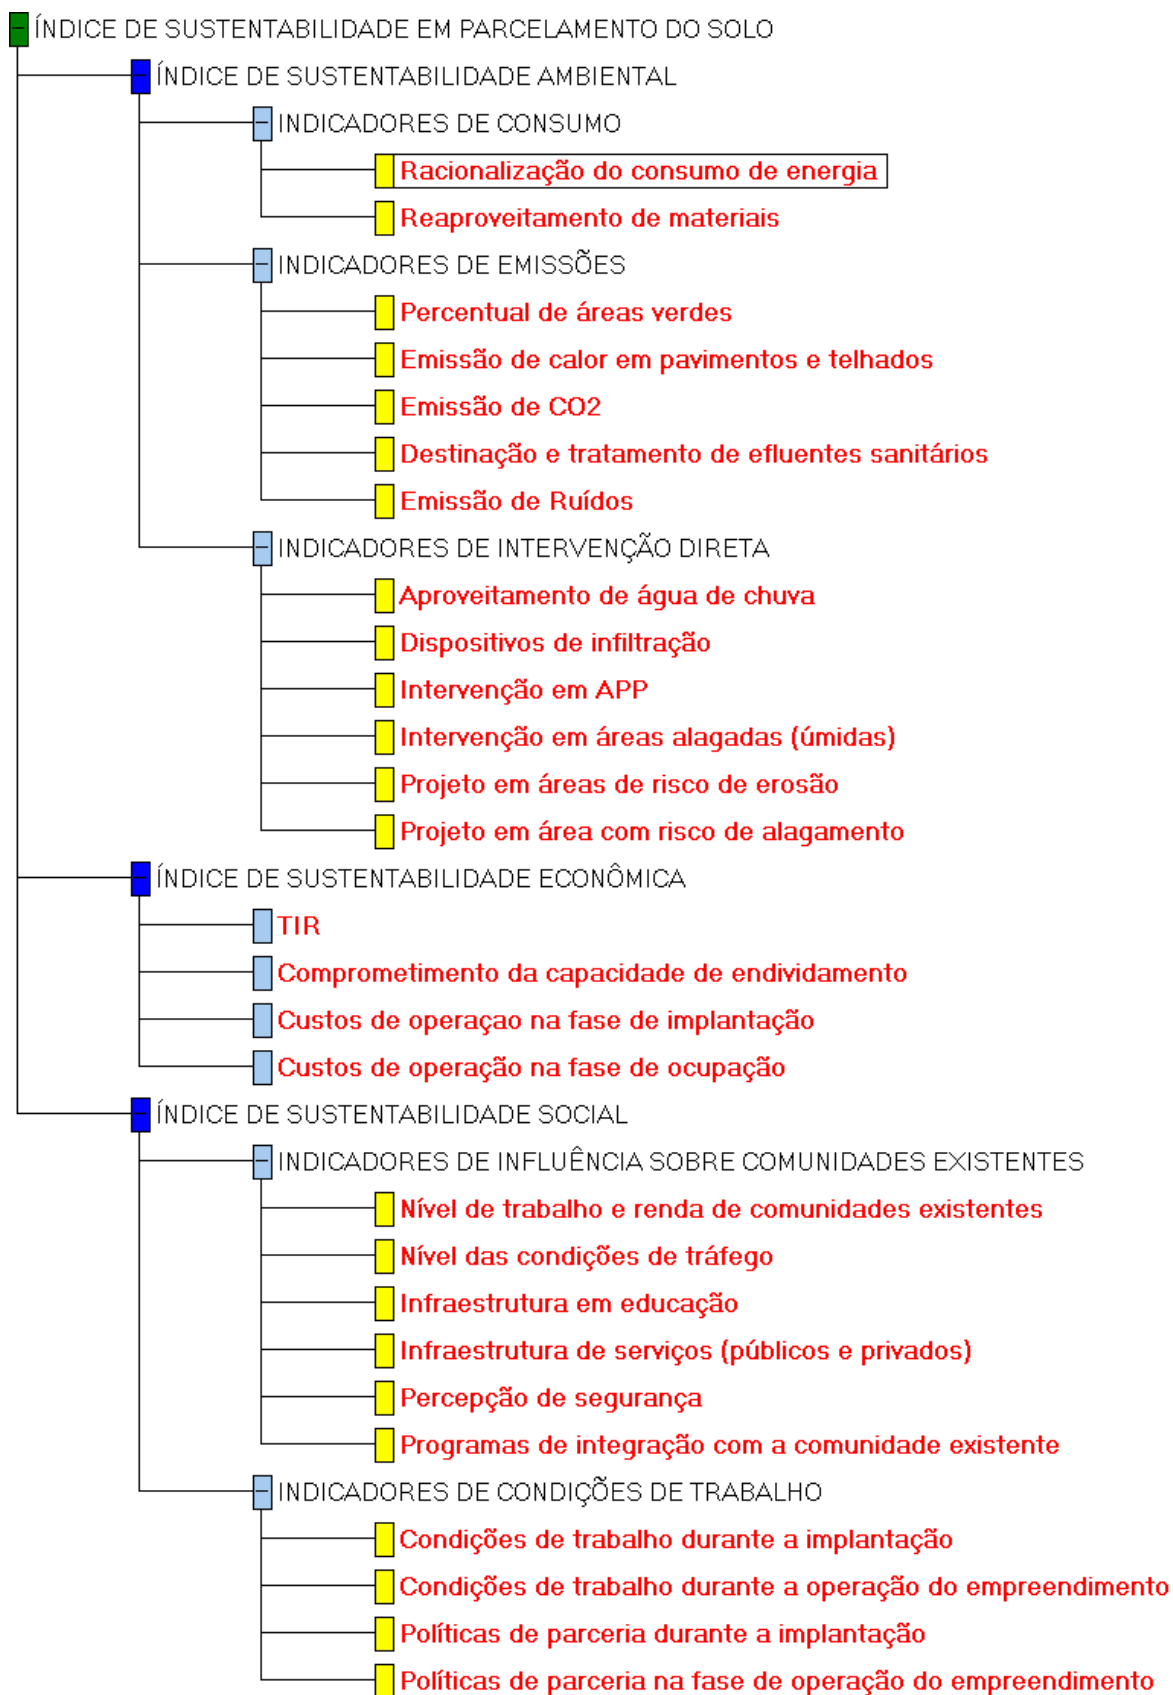 ÍNDICE DE SUSTENTABILIDADE EM PARCELAMENTO DO SOLO
ÍNDICE DE SUSTENTABILIDADE AMBIENTAL
INDICADORES DE CONSUMO
Racionalização do consumo de energia
Reaproveitamento de materiais
INDICADORES DE EMISSÕES
Percentual de áreas verdes
Emissão de calor em pavimentos e telhados
Emissão de CO2
Destinação e tratamento de efluentes sanitários
Emissão de Ruídos
INDICADORES DE INTERVENÇÃO DIRETA
Aproveitamento de água de chuva
Dispositivos de infiltração
Intervenção em APP
Intervenção em áreas alagadas (úmidas)
Projeto em áreas de risco de erosão
Projeto em área com risco de alagamento
ÍNDICE DE SUSTENTABILIDADE ECONÔMICA
TIR
Comprometimento da capacidade de endividamento
Custos de operaçao na fase de implantação
Custos de operação na fase de ocupação
ÍNDICE DE SUSTENTABILIDADE SOCIAL
INDICADORES DE INFLUÊNCIA SOBRE COMUNIDADES EXISTENTES
Nível de trabalho e renda de comunidades existentes
Nível das condições de tráfego
Infraestrutura em educação
Infraestrutura de serviços (públicos e privados)
Percepção de segurança
Programas de integração com a comunidade existente
INDICADORES DE CONDIÇÕES DE TRABALHO
Condições de trabalho durante a implantação
Condições de trabalho durante a operação do empreendimento
Políticas de parceria durante a implantação
Políticas de parceria na fase de operação do empreendimento